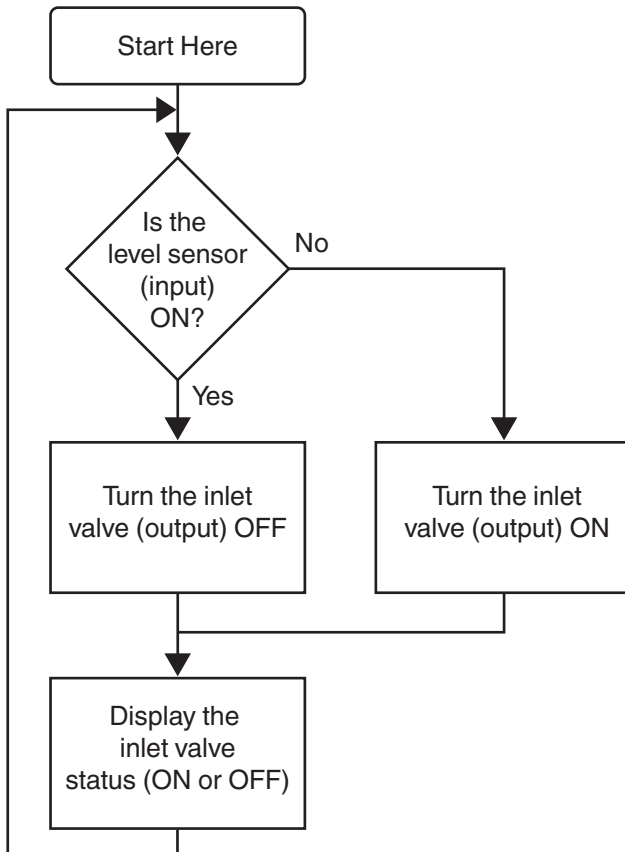 Start Here
Is the
level sensor
(input)
ON?
No
Yes
Turn the inlet
valve (output) OFF
Turn the inlet
valve (output) ON
Display the
inlet valve
status (ON or OFF)